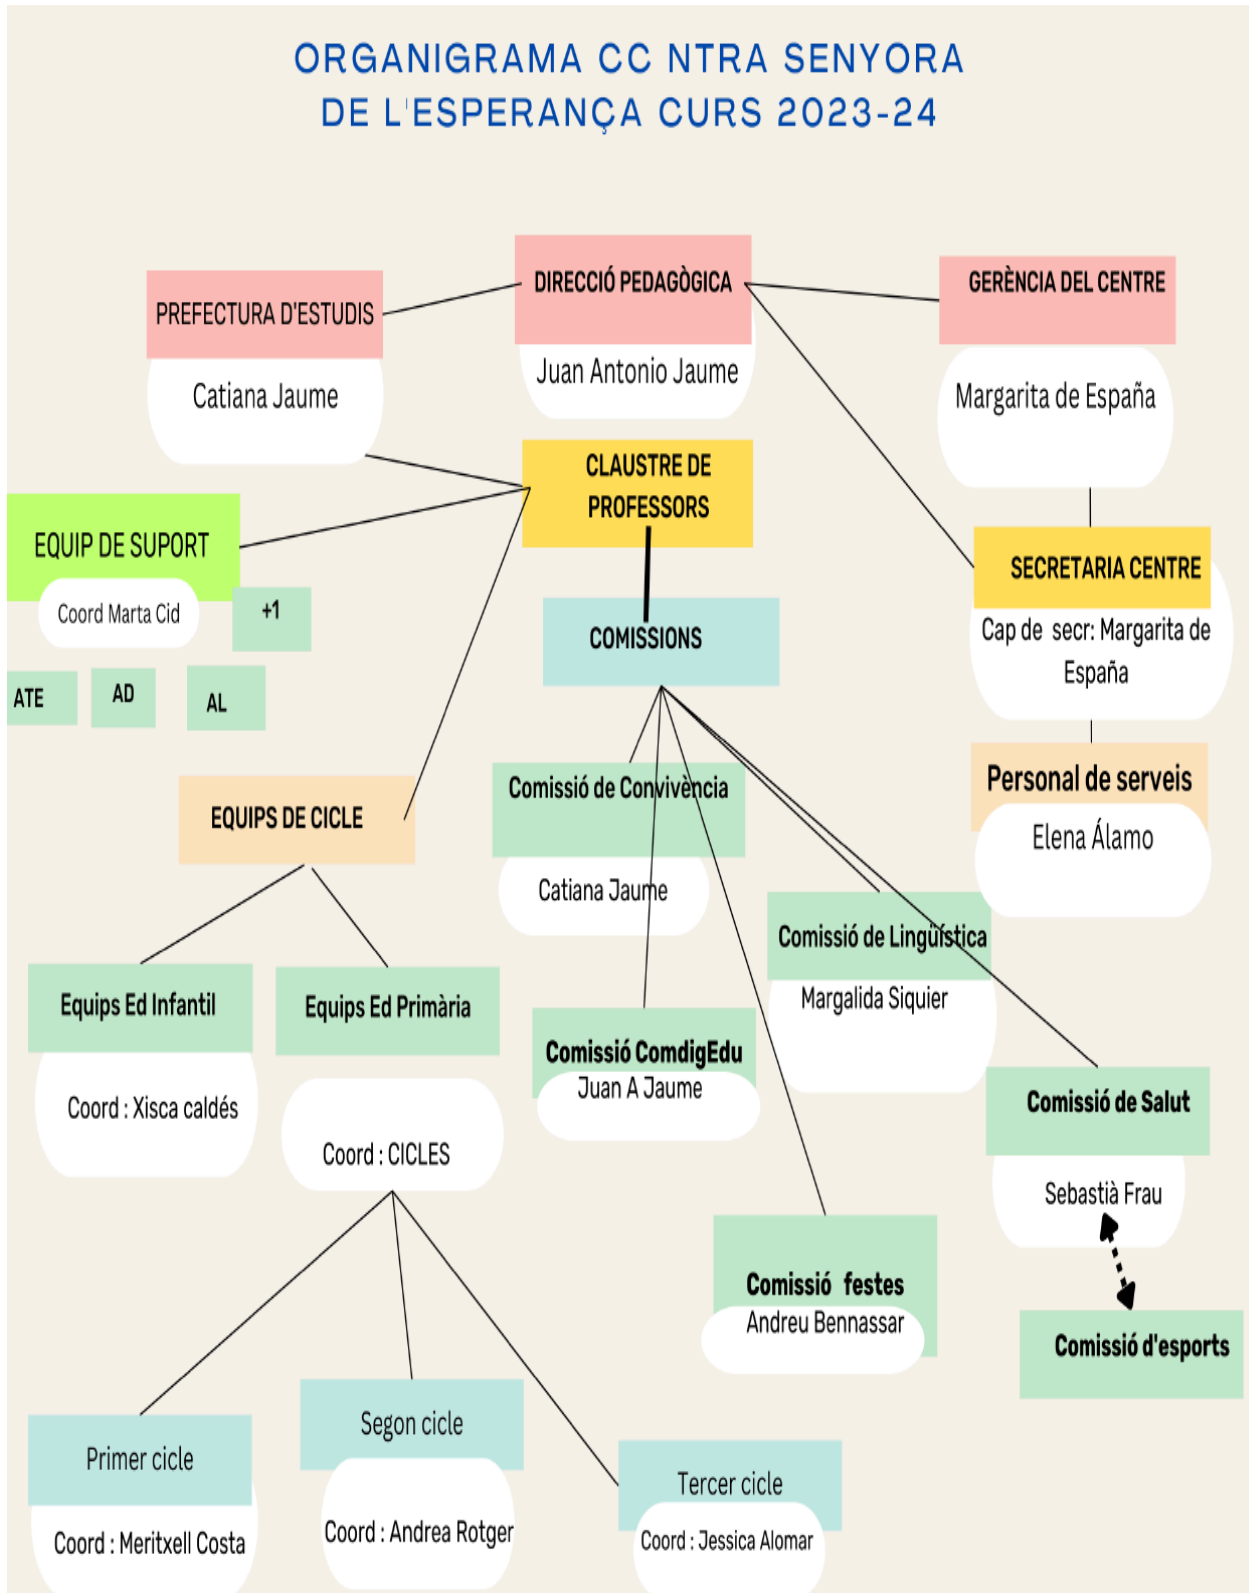 ORGANIGRAMA CC NTRA SENYORA
DE L'ESPERANÇA CURS 2023-24
PREFECTURA D'ESTUDIS
Catiana Jaume
DIRECCIÓ PEDAGÒGICA
Juan Antonio Jaume
GERÈNCIA DEL CENTRE
Margarita de España
CLAUSTRE DE
PROFESSORS
EQUIP DE SUPORT
Coord Marta Cid
+1
ATE
AD
AL
COMISSIONS
SECRETARIA CENTRE
Cap de secr: Margarita de
España
Personal de serveis
Elena Álamo
EQUIPS DE CICLE
Comissió de Convivència
Catiana Jaume
Comissió de Lingüística
Margalida Siquier
Equips Ed Infantil
Coord : Xisca caldés
Equips Ed Primària
Coord : CICLES
Comissió ComdigEdu
Juan A Jaume
Comissió de Salut
Sebastià Frau
Comissió festes
Andreu Bennassar
Comissió d'esports
Primer cicle
Coord : Meritxell Costa
Segon cicle
Coord : Andrea Rotger
Tercer cicle
Coord : Jessica Alomar